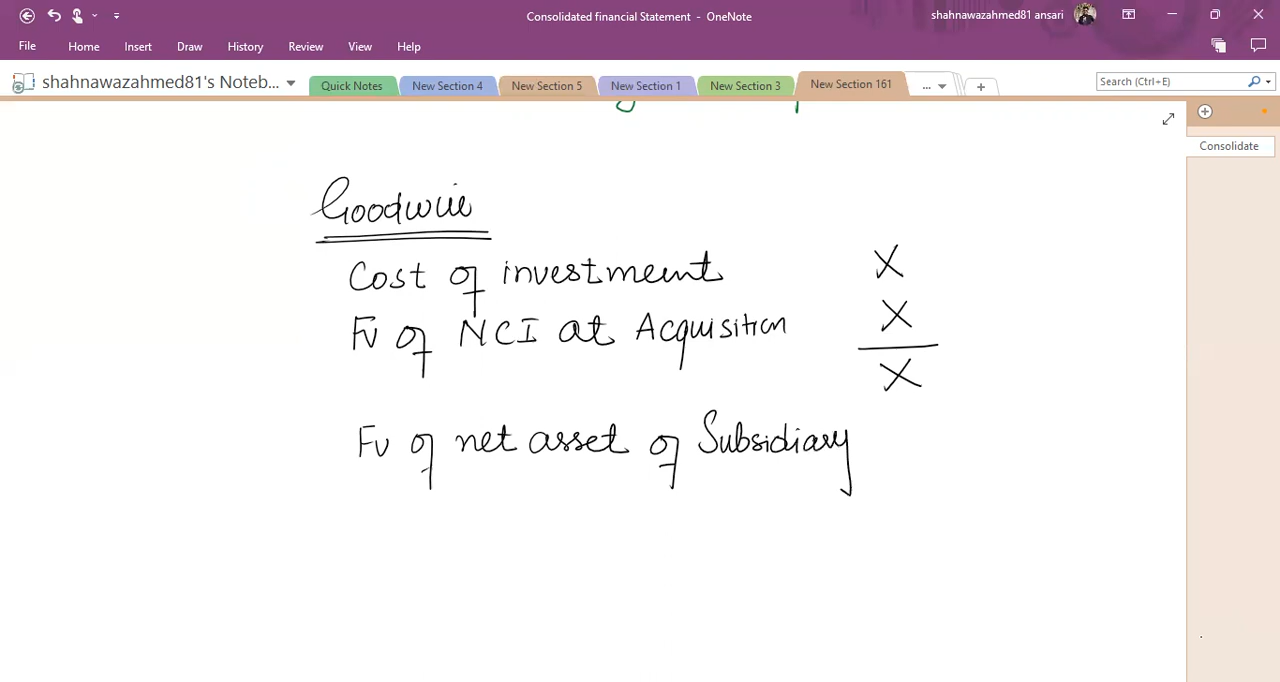 Consolidated financial Statement - OneNote
shahnawazahmed81 ansari
File Home Insert Draw History Review View Help
shahnawazahmed81's Noteb...
Quick Notes New Section 4 New Section 5 New Section 1 New Section 3 New Section 161 ...
Search (Ctrl+E)
Consolidate
Goodwill
Cost of investment X
Fv of NCI at Acquisition X
X
Fv of net asset of Subsidiary